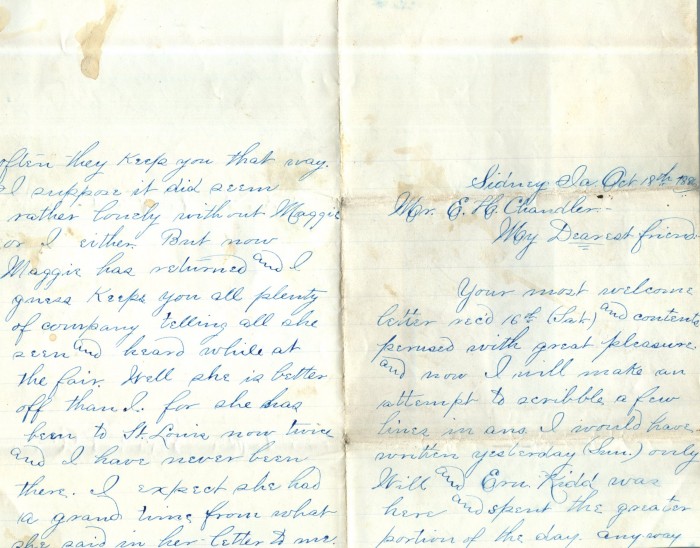 Sidney Ia. Oct. 18th
Mr. E. H. Chandler.
My Dearest friend
Your most welcome
letter recd 16th (Sat) and contents
perused with great pleasure.
and now I will make an
attempt to scribble a few
lines in ans. I would have
written yesterday (Sun.) only
Will and Ern. Kidd was
here and spent the greater
portion of the day. anyway
often they keep you that way.
I suppose it did seem
rather lonely without Maggie
or I either. But now
Maggie has returned and I
guess keeps you all plenty
of company telling all she
seen and heard while at
the fair. Well she is better
off than I. for she has
been to St. Louis now twice
and I have never been
there. I expect she had
a grand time from what
she said in her letter to me.